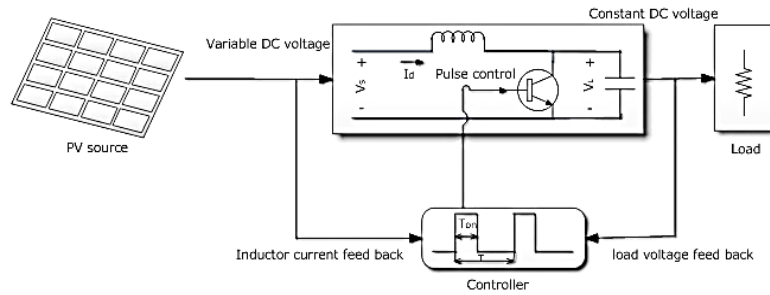 Constant DC voltage
Variable DC voltage
+
Vs
-
Id
Pulse control
+
VL
-
PV source
Load
Ton
T
Inductor current feed back
load voltage feed back
Controller